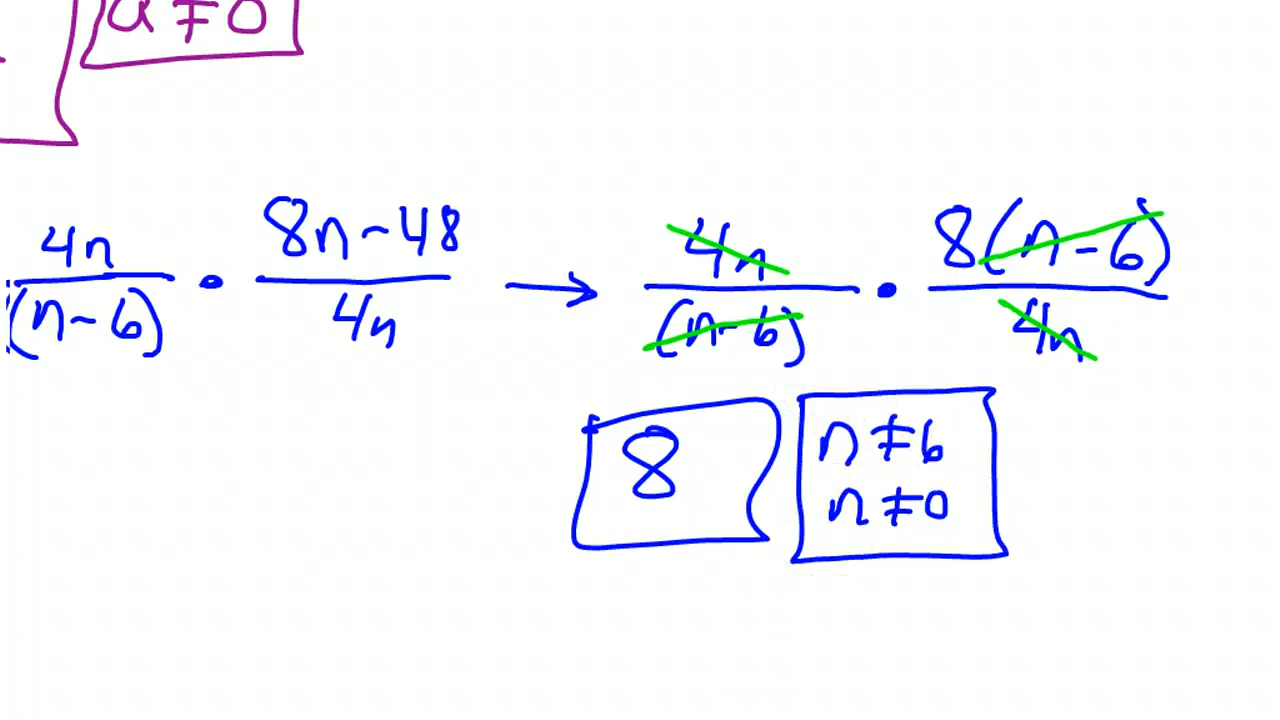 a ≠ 0
4n/(n-6) • 8n-48/4n → 4n/(n-6) • 8(n-6)/4n
8 n ≠ 6
n ≠ 0